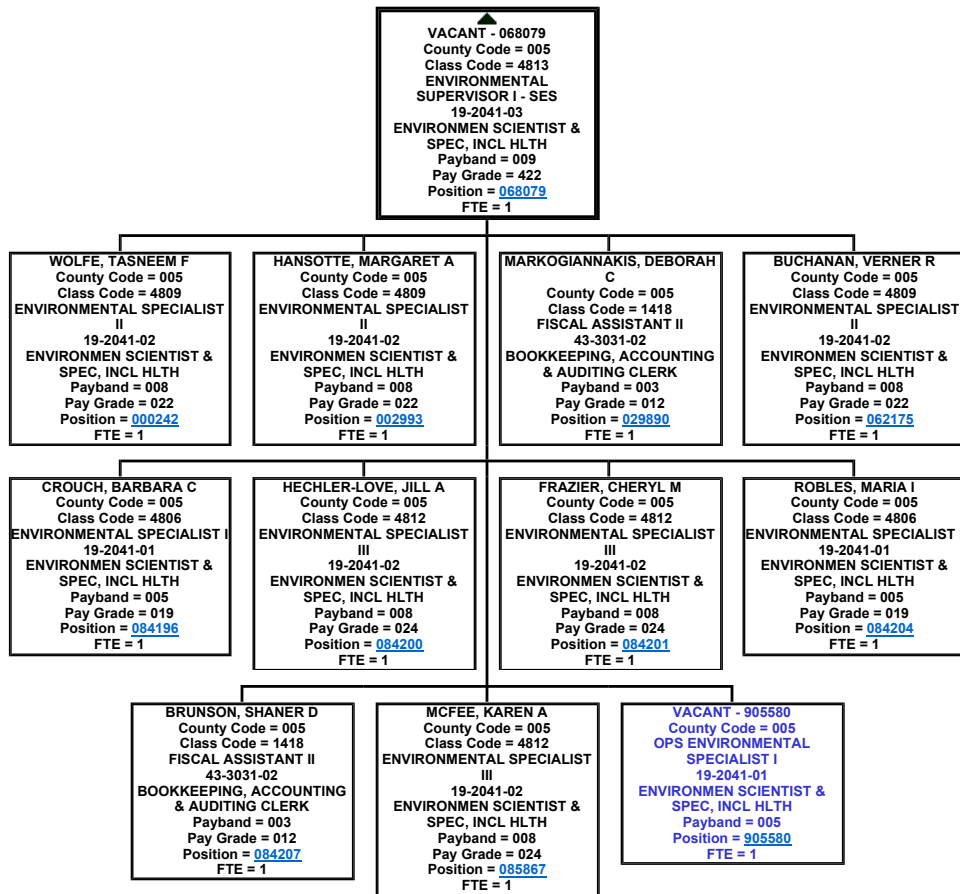 VACANT - 068079
County Code = 005
Class Code = 4813
ENVIRONMENTAL
SUPERVISOR I - SES
19-2041-03
ENVIRONMEN SCIENTIST &
SPEC, INCL HLTH
Payband = 009
Pay Grade = 422
Position = 068079
FTE = 1
WOLFE, TASNEEM F
County Code = 005
Class Code = 4809
ENVIRONMENTAL SPECIALIST
II
19-2041-02
ENVIRONMEN SCIENTIST &
SPEC, INCL HLTH
Payband = 008
Pay Grade = 022
Position = 000242
FTE = 1
HANSOTTE, MARGARET A
County Code = 005
Class Code = 4809
ENVIRONMENTAL SPECIALIST
II
19-2041-02
ENVIRONMEN SCIENTIST &
SPEC, INCL HLTH
Payband = 008
Pay Grade = 022
Position = 002993
FTE = 1
MARKOGIANNAKIS, DEBORAH
C
County Code = 005
Class Code = 1418
FISCAL ASSISTANT II
43-3031-02
BOOKKEEPING, ACCOUNTING
& AUDITING CLERK
Payband = 003
Pay Grade = 012
Position = 029890
FTE = 1
BUCHANAN, VERNER R
County Code = 005
Class Code = 4809
ENVIRONMENTAL SPECIALIST
II
19-2041-02
ENVIRONMEN SCIENTIST &
SPEC, INCL HLTH
Payband = 008
Pay Grade = 022
Position = 062175
FTE = 1
CROUCH, BARBARA C
County Code = 005
Class Code = 4806
ENVIRONMENTAL SPECIALIST I
19-2041-01
ENVIRONMEN SCIENTIST &
SPEC, INCL HLTH
Payband = 005
Pay Grade = 019
Position = 084196
FTE = 1
HECHLER-LOVE, JILL A
County Code = 005
Class Code = 4812
ENVIRONMENTAL SPECIALIST
III
19-2041-02
ENVIRONMEN SCIENTIST &
SPEC, INCL HLTH
Payband = 008
Pay Grade = 024
Position = 084200
FTE = 1
FRAZIER, CHERYL M
County Code = 005
Class Code = 4812
ENVIRONMENTAL SPECIALIST
III
19-2041-02
ENVIRONMEN SCIENTIST &
SPEC, INCL HLTH
Payband = 008
Pay Grade = 024
Position = 084201
FTE = 1
ROBLES, MARIA I
County Code = 005
Class Code = 4806
ENVIRONMENTAL SPECIALIST I
19-2041-01
ENVIRONMEN SCIENTIST &
SPEC, INCL HLTH
Payband = 005
Pay Grade = 019
Position = 084204
FTE = 1
BRUNSON, SHANER D
County Code = 005
Class Code = 1418
FISCAL ASSISTANT II
43-3031-02
BOOKKEEPING, ACCOUNTING
& AUDITING CLERK
Payband = 003
Pay Grade = 012
Position = 084207
FTE = 1
MCFEE, KAREN A
County Code = 005
Class Code = 4812
ENVIRONMENTAL SPECIALIST
III
19-2041-02
ENVIRONMEN SCIENTIST &
SPEC, INCL HLTH
Payband = 008
Pay Grade = 024
Position = 085867
FTE = 1
VACANT - 905580
County Code = 005
OPS ENVIRONMENTAL
SPECIALIST I
19-2041-01
ENVIRONMEN SCIENTIST &
SPEC, INCL HLTH
Payband = 005
Position = 905580
FTE = 1